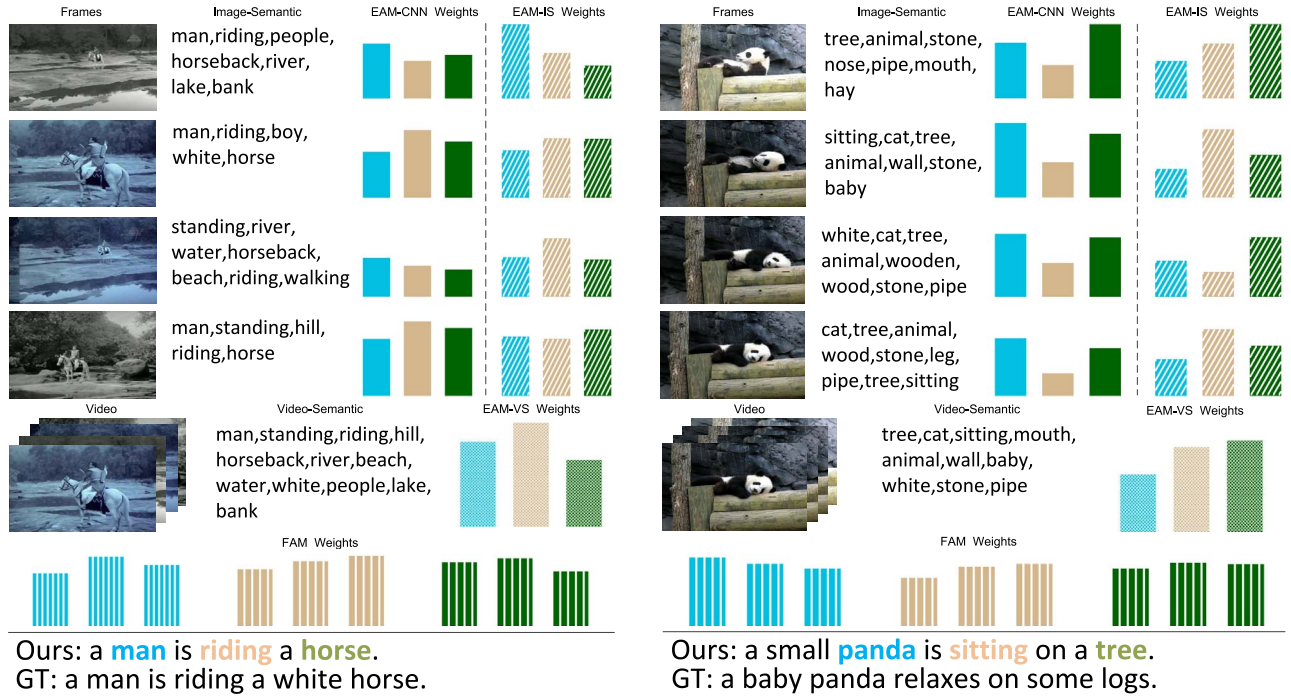 Frames
Image-Semantic
EAM-CNN Weights
EAM-IS Weights
man,riding,people,
horseback,river,
lake,bank
man,riding,boy,
white,horse
standing,river,
water,horseback,
beach,riding,walking
man,standing,hill,
riding,horse
Video
Video-Semantic
EAM-VS Weights
man,standing,riding,hill,
horseback,river,beach,
water,white,people,lake,
bank
FAM Weights
Ours: a man is riding a horse.
GT: a man is riding a white horse.
Frames
Image-Semantic
EAM-CNN Weights
EAM-IS Weights
tree,animal,stone,
nose,pipe,mouth,
hay
sitting,cat,tree,
animal,wall,stone,
baby
white,cat,tree,
animal,wooden,
wood,stone,pipe
cat,tree,animal,
wood,stone,leg,
pipe,tree,sitting
Video
Video-Semantic
EAM-VS Weights
tree,cat,sitting,mouth,
animal,wall,baby,
white,stone,pipe
FAM Weights
Ours: a small panda is sitting on a tree.
GT: a baby panda relaxes on some logs.